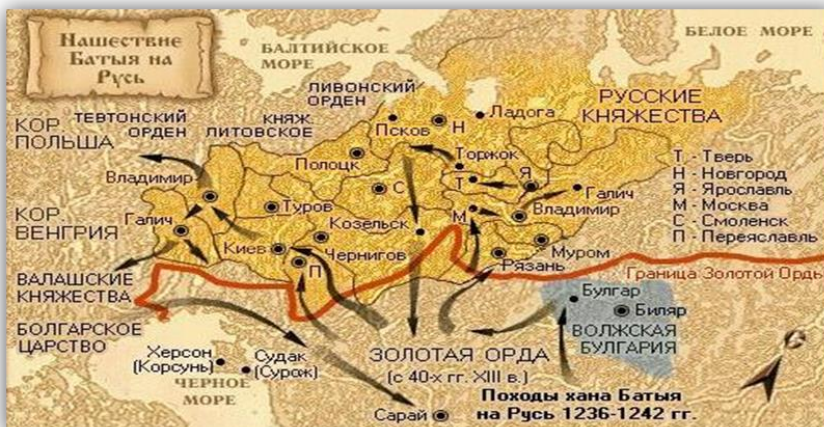 Нашествие
Батыя на
Русь
БАЛТИЙСКОЕ
МОРЕ
БЕЛОЕ МОРЕ
ЛИВОНСКИЙ
ОРДЕН
ТЕВТОНСКИЙ
ОРДЕН
КНЯЖ.
ЛИТОВСКОЕ
Псков
Н
Ладога
РУССКИЕ
КНЯЖЕСТВА
КОР.
ПОЛЬША
Владимир
Полоцк
Торжок
Т
Я
Галич
С
М
Владимир
Т - Тверь
Н - Новгород
Я - Ярославль
М - Москва
С - Смоленск
П - Переяславль
Галич
Туров
Козельск
КОР.
ВЕНГРИЯ
Киев
П
Чернигов
Муром
Рязань
Граница Золотой Орды
ВАЛАШСКИЕ
КНЯЖЕСТВА
БОЛГАРСКОЕ
ЦАРСТВО
Булгар
Биляр
ВОЛЖСКАЯ
БУЛГАРИЯ
Херсон
(Корсунь)
Судак
(Сурож)
ЧЕРНОЕ
МОРЕ
ЗОЛОТАЯ ОРДА
(с 40-х гг. XIII в.)
Сарай
Походы хана Батыя
на Русь 1236-1242 гг.